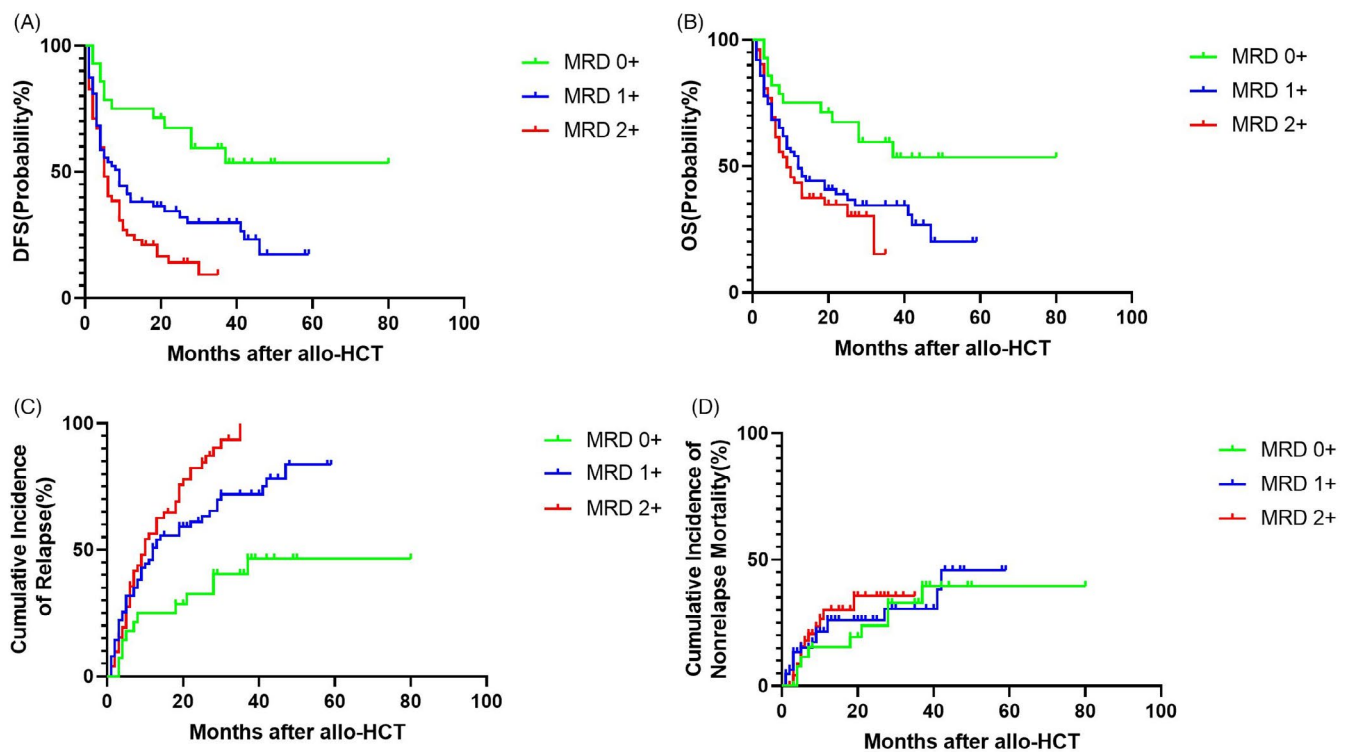 (A)
100
50
0
DFS(Probability%)
0 20 40 60 80 100
Months after allo-HCT
MRD 0+
MRD 1+
MRD 2+
(B)
100
50
0
OS(Probability%)
0 20 40 60 80 100
Months after allo-HCT
MRD 0+
MRD 1+
MRD 2+
(C)
100
50
0
Cumulative Incidence
of Relapse(%)
0 20 40 60 80 100
Months after allo-HCT
MRD 0+
MRD 1+
MRD 2+
(D)
100
50
0
Cumulative Incidence of
Nonrelapse Mortality(%)
0 20 40 60 80 100
Months after allo-HCT
MRD 0+
MRD 1+
MRD 2+